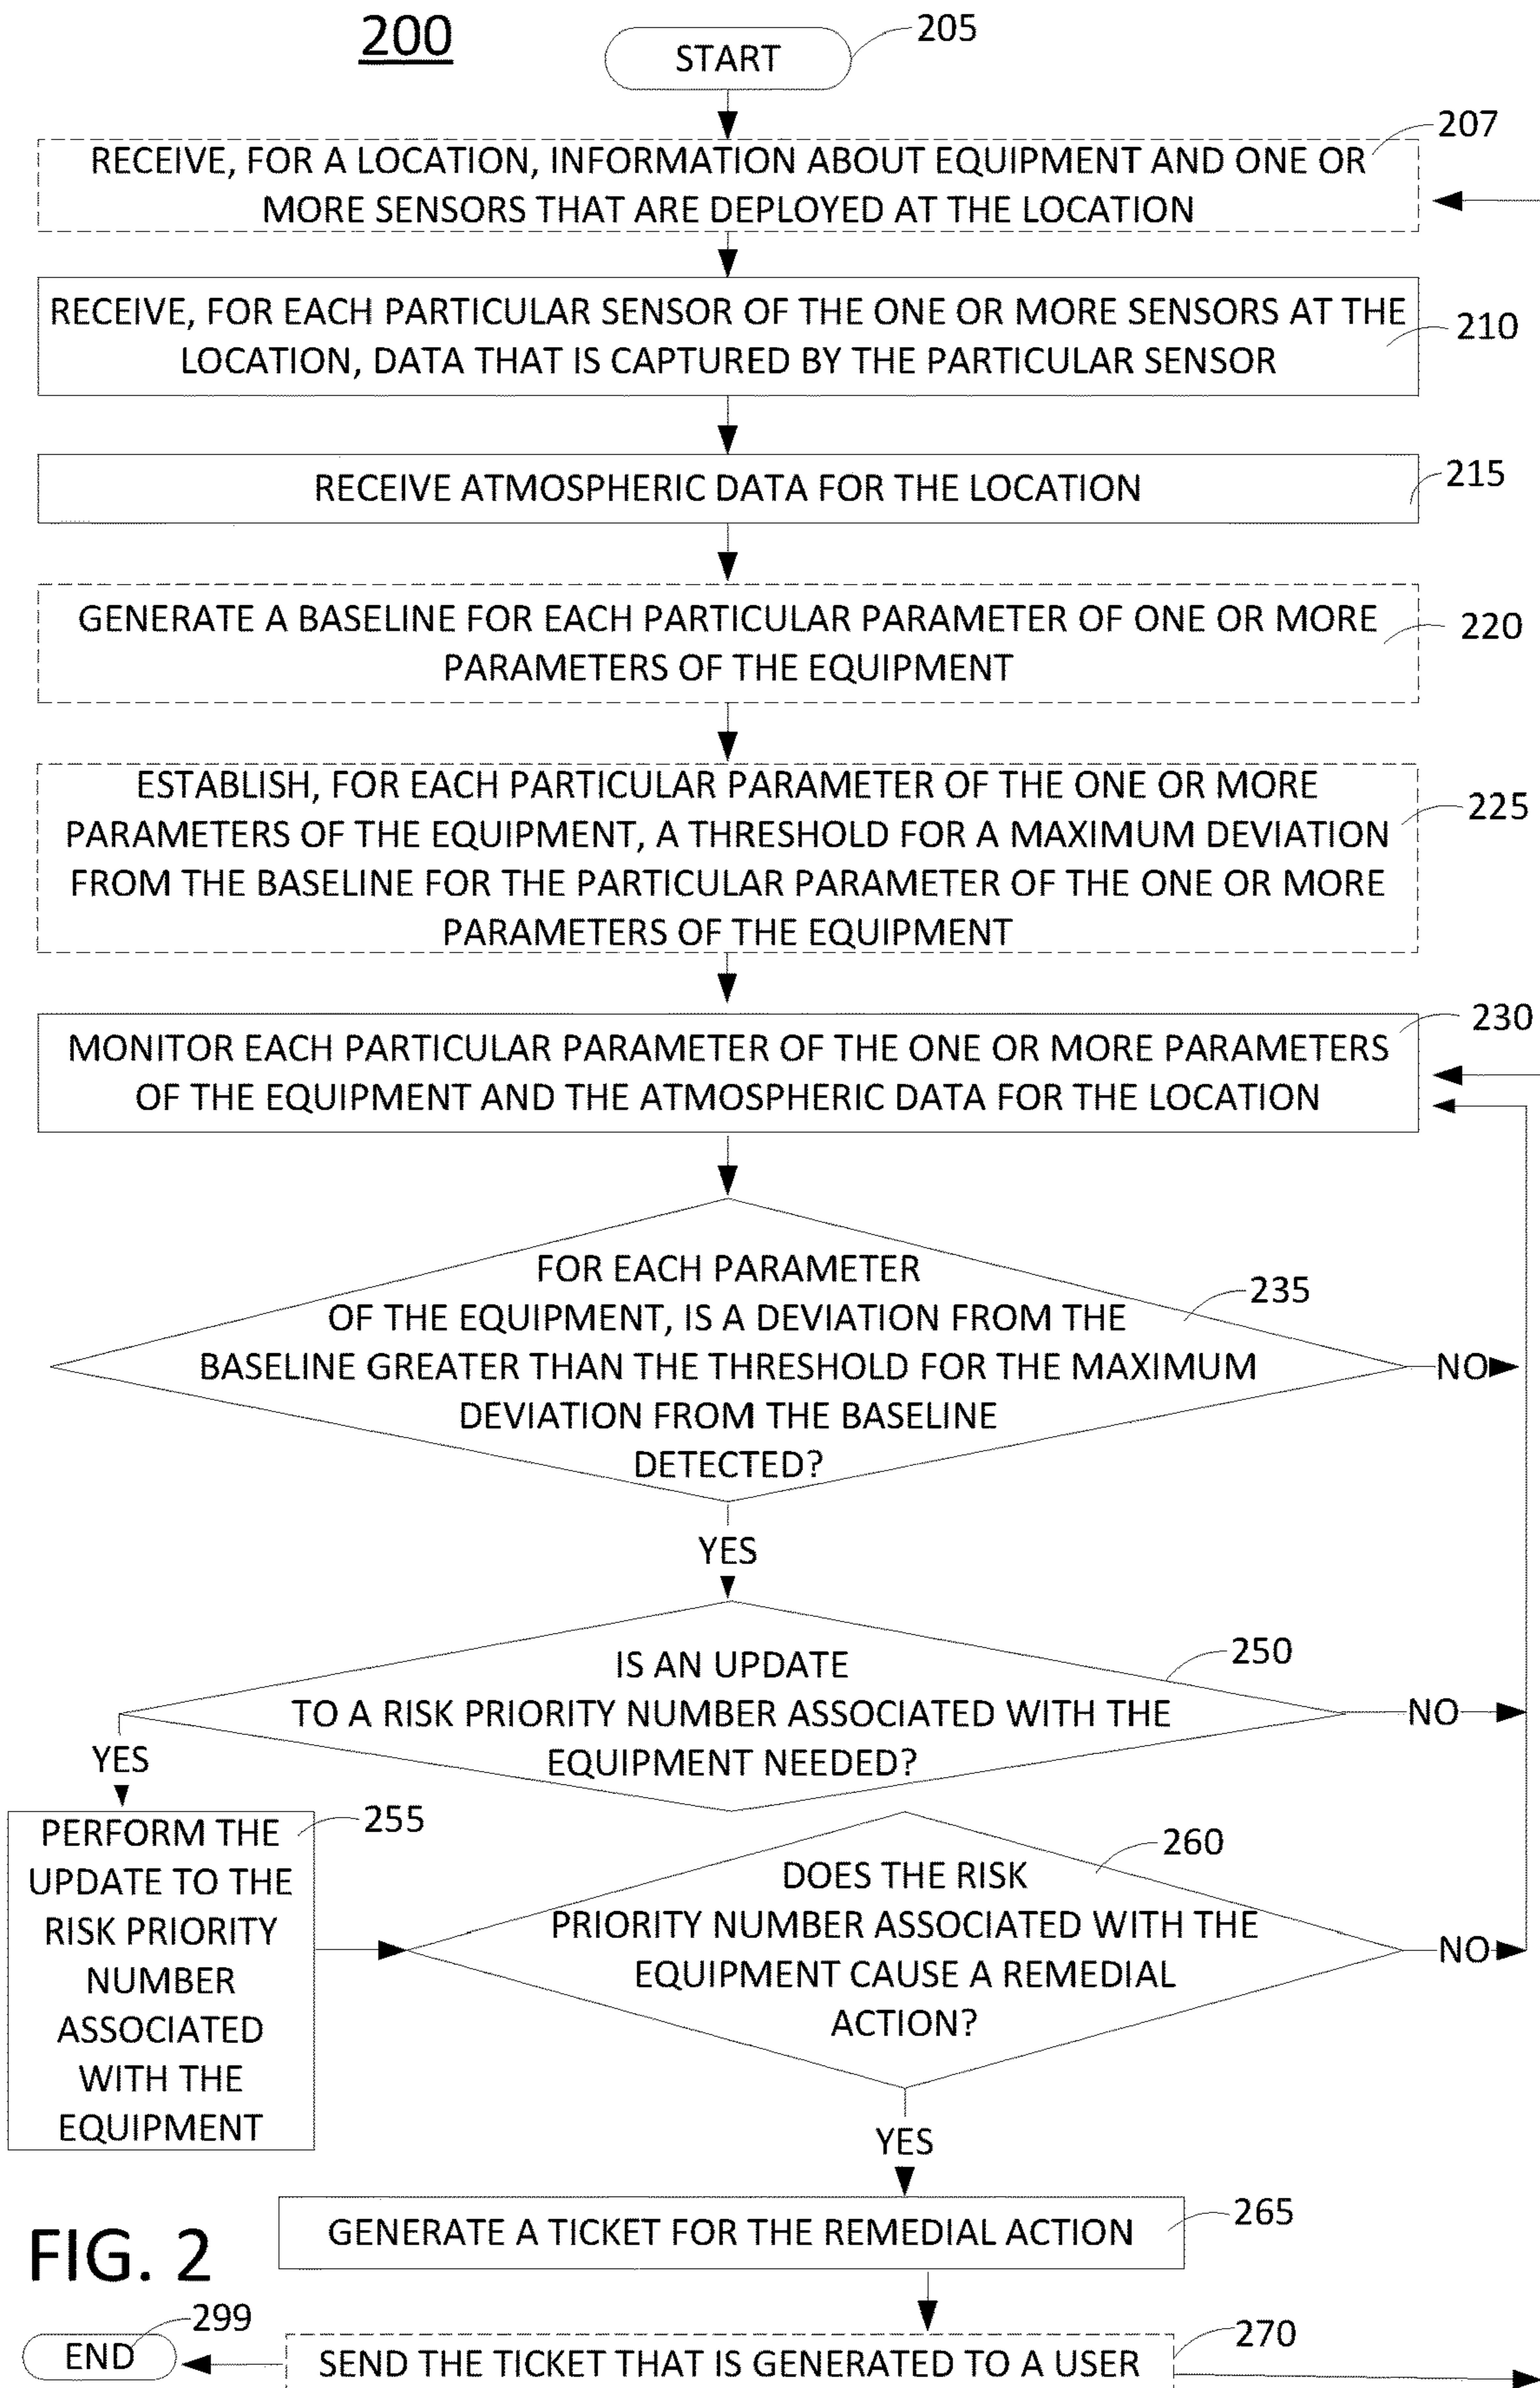 200
START
205
207
RECEIVE, FOR A LOCATION, INFORMATION ABOUT EQUIPMENT AND ONE OR
MORE SENSORS THAT ARE DEPLOYED AT THE LOCATION
RECEIVE, FOR EACH PARTICULAR SENSOR OF THE ONE OR MORE SENSORS AT THE
LOCATION, DATA THAT IS CAPTURED BY THE PARTICULAR SENSOR
210
RECEIVE ATMOSPHERIC DATA FOR THE LOCATION
215
GENERATE A BASELINE FOR EACH PARTICULAR PARAMETER OF ONE OR MORE
PARAMETERS OF THE EQUIPMENT
220
ESTABLISH, FOR EACH PARTICULAR PARAMETER OF THE ONE OR MORE
PARAMETERS OF THE EQUIPMENT, A THRESHOLD FOR A MAXIMUM DEVIATION
FROM THE BASELINE FOR THE PARTICULAR PARAMETER OF THE ONE OR MORE
PARAMETERS OF THE EQUIPMENT
225
MONITOR EACH PARTICULAR PARAMETER OF THE ONE OR MORE PARAMETERS
OF THE EQUIPMENT AND THE ATMOSPHERIC DATA FOR THE LOCATION
230
FOR EACH PARAMETER
OF THE EQUIPMENT, IS A DEVIATION FROM THE
BASELINE GREATER THAN THE THRESHOLD FOR THE MAXIMUM
DEVIATION FROM THE BASELINE
DETECTED?
235
NO
YES
IS AN UPDATE
TO A RISK PRIORITY NUMBER ASSOCIATED WITH THE
EQUIPMENT NEEDED?
250
NO
YES
PERFORM THE
UPDATE TO THE
RISK PRIORITY
NUMBER
ASSOCIATED
WITH THE
EQUIPMENT
255
DOES THE RISK
PRIORITY NUMBER ASSOCIATED WITH THE
EQUIPMENT CAUSE A REMEDIAL
ACTION?
260
NO
YES
GENERATE A TICKET FOR THE REMEDIAL ACTION
265
FIG. 2
SEND THE TICKET THAT IS GENERATED TO A USER
270
END
299